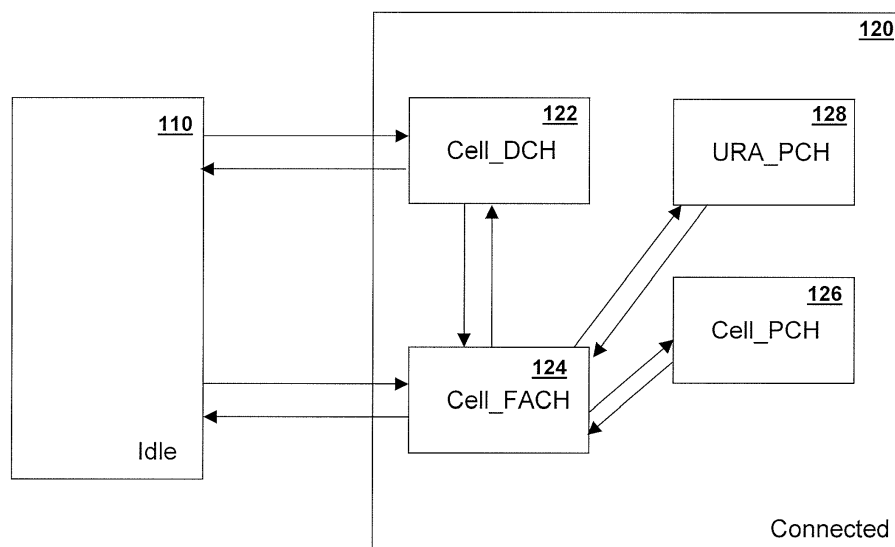 120
110
122
Cell_DCH
128
URA_PCH
126
Cell_PCH
124
Cell_FACH
Idle
Connected